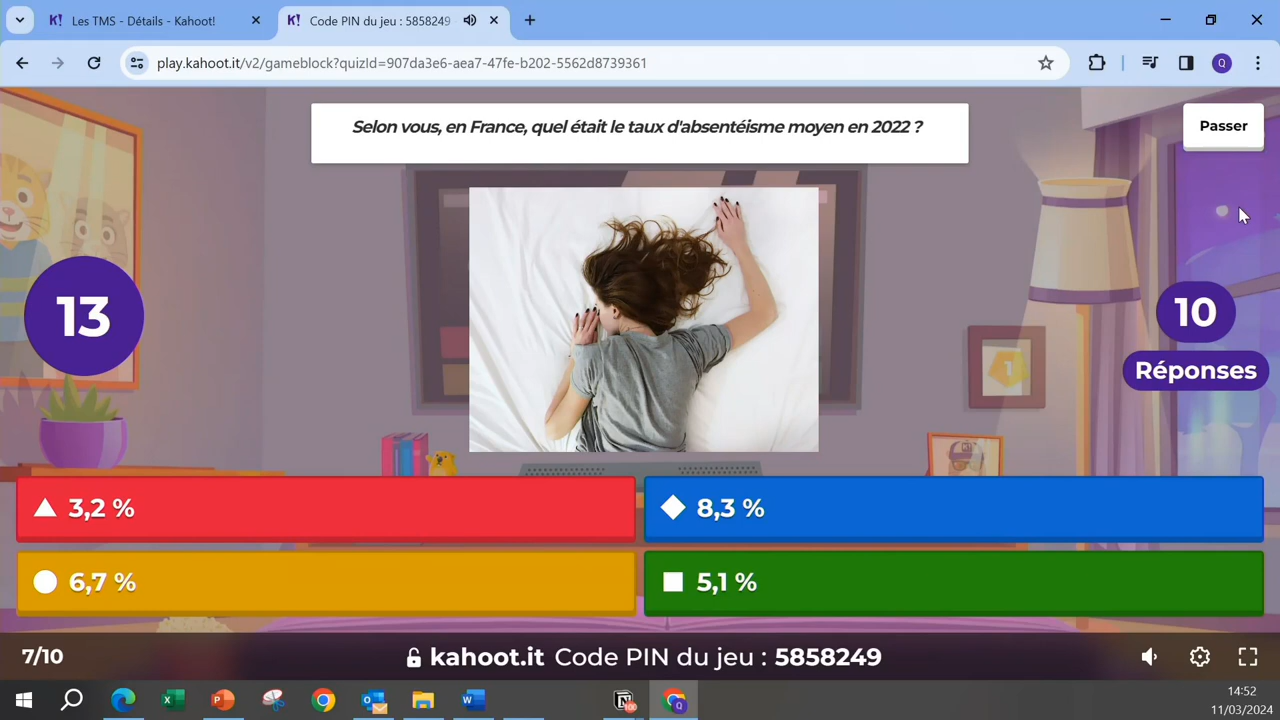 Les TMS - Détails - Kahoot!
Code PIN du jeu : 5858249
play.kahoot.it/v2/gameblock?quizId=907da3e6-aea7-47fe-b202-5562d8739361
Q
Selon vous, en France, quel était le taux d'absentéisme moyen en 2022 ?
Passer
13
10
Réponses
1
3,2 %
8,3 %
6,7 %
5,1 %
7/10
kahoot.it Code PIN du jeu : 5858249
14:52
11/03/2024